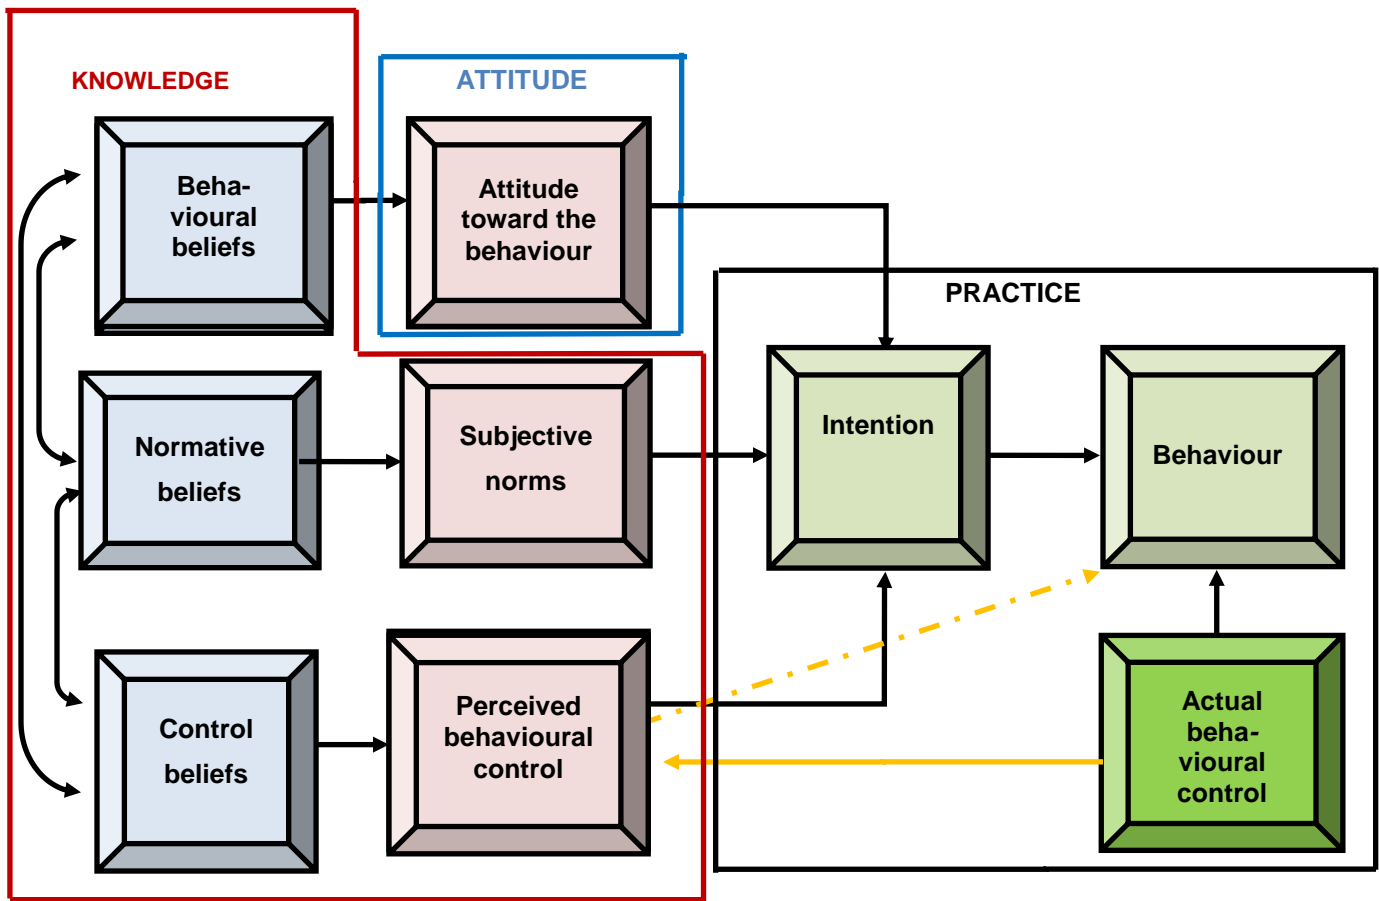 KNOWLEDGE
ATTITUDE
Beha-
vioural
beliefs
Attitude
toward the
behaviour
PRACTICE
Normative
beliefs
Subjective
norms
Intention
Behaviour
Control
beliefs
Perceived
behavioural
control
Actual
beha-
vioural
control